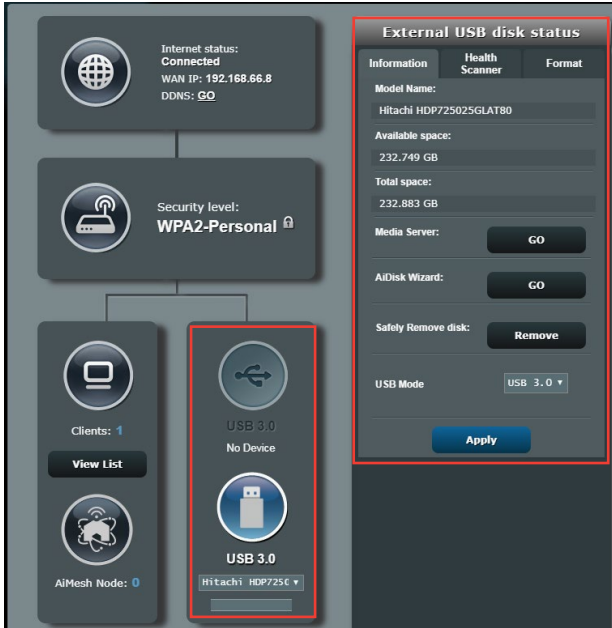 Internet status:
Connected
WAN IP: 192.168.66.8
DDNS: GO
Security level:
WPA2-Personal
Clients: 1
View List
AiMesh Node: 0
USB 3.0
No Device
USB 3.0
Hitachi HDP725C
External USB disk status
Information
Health
Scanner
Format
Model Name:
Hitachi HDP725025GLAT80
Available space:
232.749 GB
Total space:
232.883 GB
Media Server:
GO
AiDisk Wizard:
GO
Safely Remove disk:
Remove
USB Mode
USB 3.0
Apply